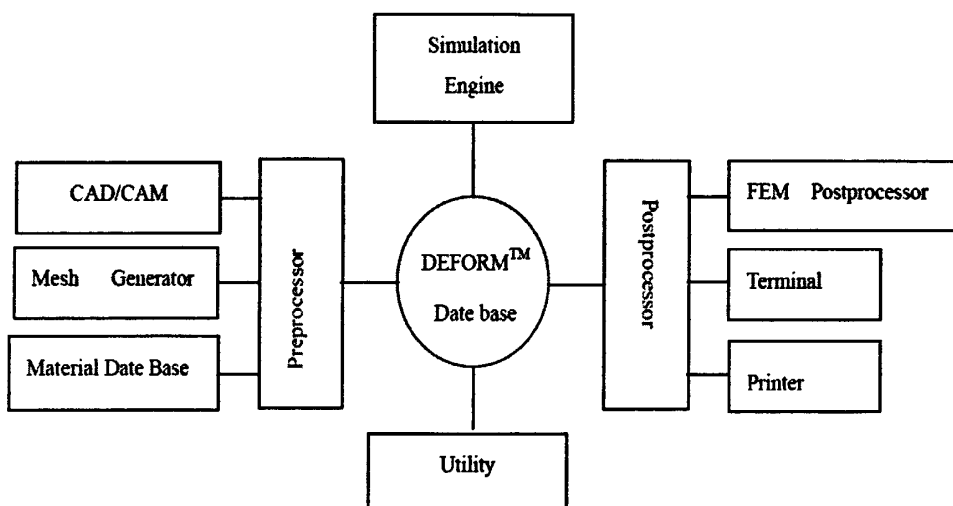 Simulation
Engine
CAD/CAM
Mesh Generator
Material Date Base
Preprocessor
DEFORM™
Date base
Postprocessor
FEM Postprocessor
Terminal
Printer
Utility